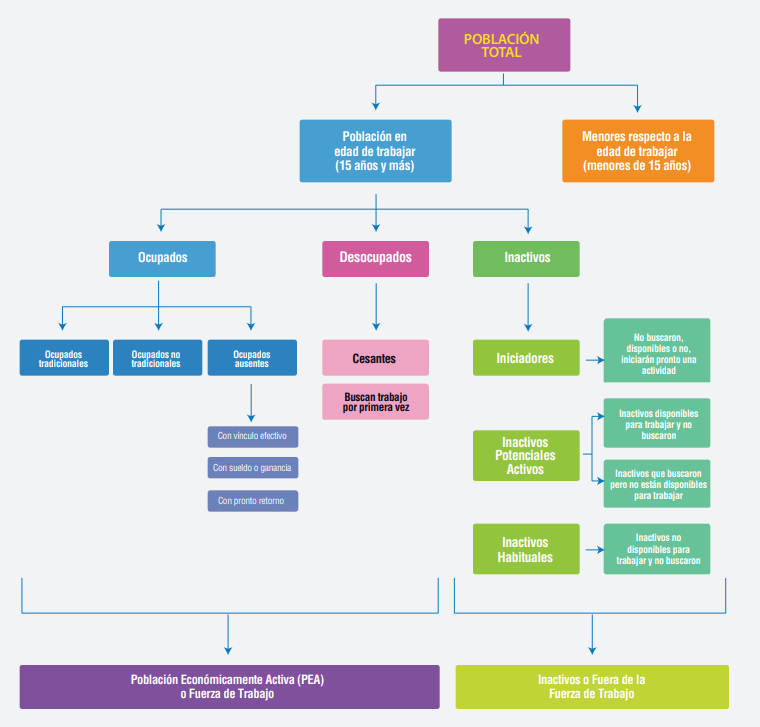 POBLACIÓN
TOTAL
Población en
edad de trabajar
(15 años y más)
Menores respecto a la
edad de trabajar
(menores de 15 años)
Ocupados
Desocupados
Inactivos
Ocupados
tradicionales
Ocupados no
tradicionales
Ocupados
ausentes
Con vínculo efectivo
Con sueldo o ganancia
Con pronto retorno
Cesantes
Buscan trabajo
por primera vez
Iniciadores
No buscaron,
disponibles o no,
iniciarán pronto una
actividad
Inactivos
Potenciales
Activos
Inactivos disponibles
para trabajar y no
buscaron
Inactivos que buscaron
pero no están disponibles
para trabajar
Inactivos
Habituales
Inactivos no
disponibles para
trabajar y no buscaron
Población Económicamente Activa (PEA)
o Fuerza de Trabajo
Inactivos o Fuera de la
Fuerza de Trabajo